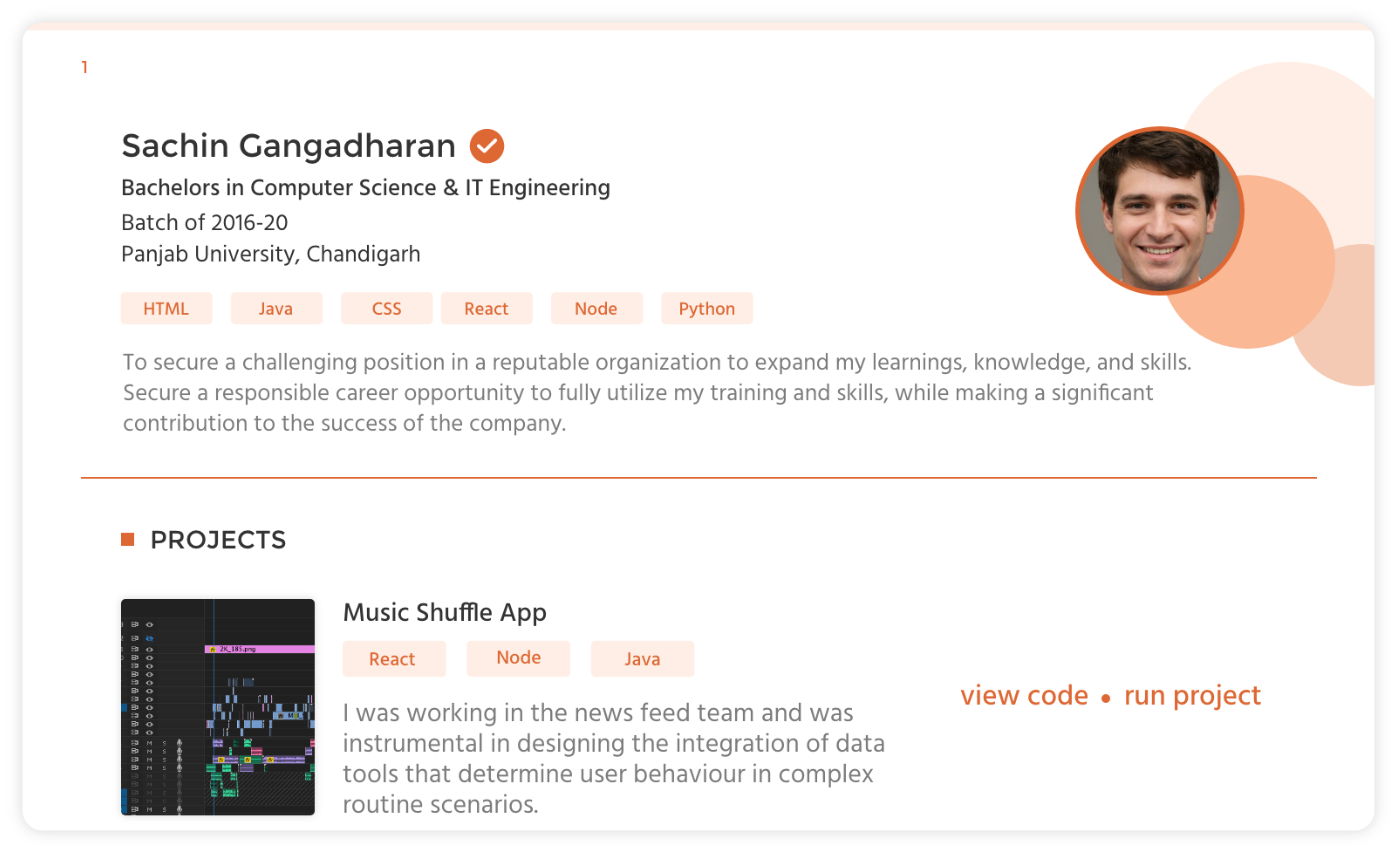 1
Sachin Gangadharan
Bachelors in Computer Science & IT Engineering
Batch of 2016-20
Panjab University, Chandigarh
HTML Java CSS React Node Python
To secure a challenging position in a reputable organization to expand my learnings, knowledge, and skills.
Secure a responsible career opportunity to fully utilize my training and skills, while making a significant
contribution to the success of the company.
PROJECTS
Music Shuffle App
React Node Java
view code • run project
I was working in the news feed team and was
instrumental in designing the integration of data
tools that determine user behaviour in complex
routine scenarios.